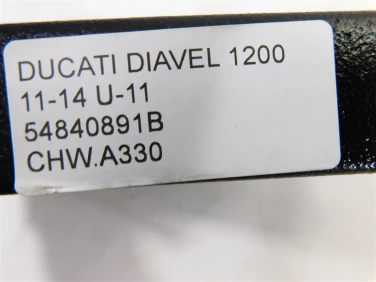 DUCATI DIAVEL 1200
11-14 U-11
54840891B
CHW.A330